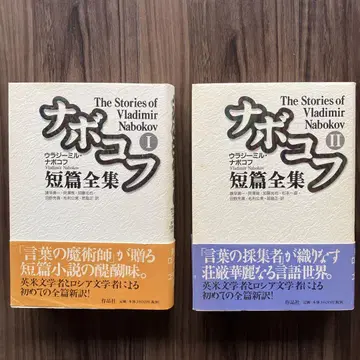 The Stories of
Vladimir
Nabokov
I
ナボコフ
ウラジーミル・
ナボコフ
Vladimir Nabokov
短篇全集
「言葉の魔術師」が贈る
短篇小説の醍醐味。
英米文学者とロシア文学者による
初めての全篇新訳!
作品社
The Stories of
Vladimir
Nabokov
II
ナボコフ
ウラジーミル・
ナボコフ
Vladimir Nabokov
短篇全集
「言葉の採集者」が織りなす
荘厳華麗なる言語世界。
英米文学者とロシア文学者による
初めての全篇新訳!
作品社